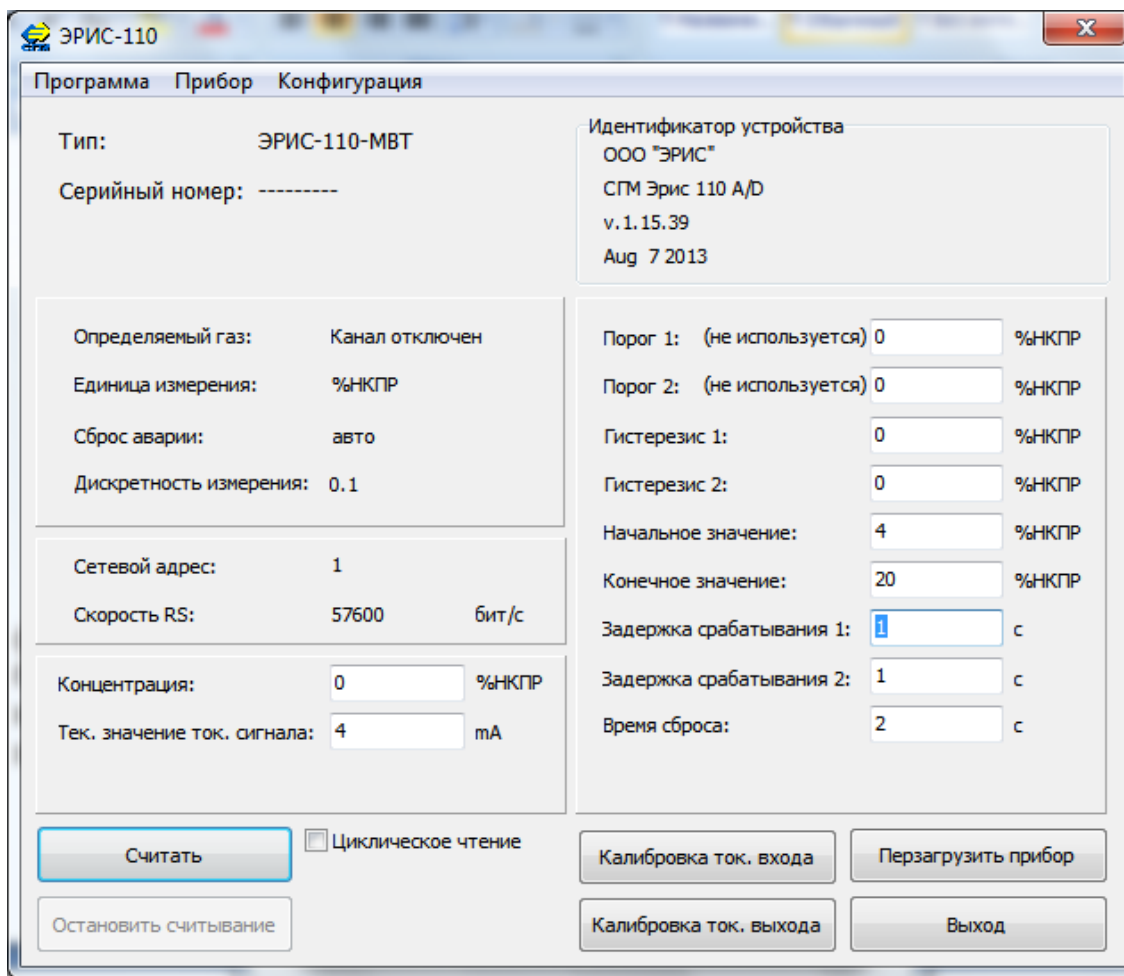 ЭРИС-110
Программа Прибор Конфигурация
Тип: ЭРИС-110-МВТ
Серийный номер: ---------
Идентификатор устройства
ООО "ЭРИС"
СГМ Эрис 110 A/D
v.1.15.39
Aug 7 2013
Определяемый газ: Канал отключен
Единица измерения: %НКПР
Сброс аварии: авто
Дискретность измерения: 0.1
Сетевой адрес: 1
Скорость RS: 57600 бит/с
Концентрация: 0 %НКПР
Тек. значение ток. сигнала: 4 mA
Порог 1: (не используется) 0 %НКПР
Порог 2: (не используется) 0 %НКПР
Гистерезис 1: 0 %НКПР
Гистерезис 2: 0 %НКПР
Начальное значение: 4 %НКПР
Конечное значение: 20 %НКПР
Задержка срабатывания 1: 1 с
Задержка срабатывания 2: 1 с
Время сброса: 2 с
Считать
Циклическое чтение
Остановить считывание
Калибровка ток. входа
Перзагрузить прибор
Калибровка ток. выхода
Выход